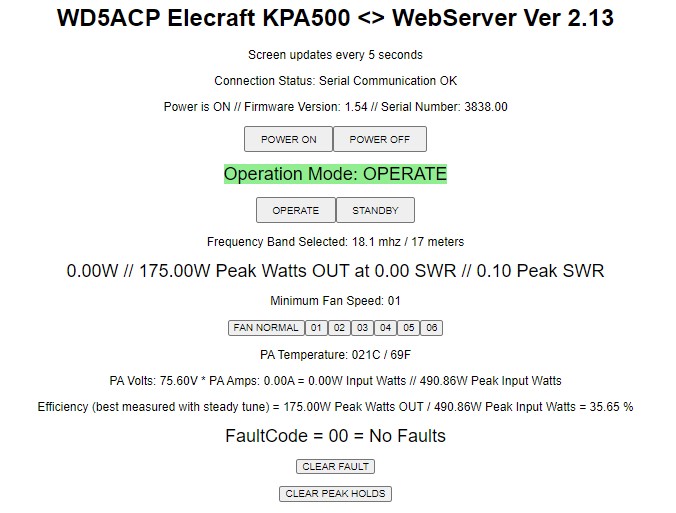 WD5ACP Elecraft KPA500 <> WebServer Ver 2.13
Screen updates every 5 seconds
Connection Status: Serial Communication OK
Power is ON // Firmware Version: 1.54 // Serial Number: 3838.00
POWER ON POWER OFF
Operation Mode: OPERATE
OPERATE STANDBY
Frequency Band Selected: 18.1 mhz / 17 meters
0.00W // 175.00W Peak Watts OUT at 0.00 SWR // 0.10 Peak SWR
Minimum Fan Speed: 01
FAN NORMAL 01 02 03 04 05 06
PA Temperature: 021C / 69F
PA Volts: 75.60V * PA Amps: 0.00A = 0.00W Input Watts // 490.86W Peak Input Watts
Efficiency (best measured with steady tune) = 175.00W Peak Watts OUT / 490.86W Peak Input Watts = 35.65 %
FaultCode = 00 = No Faults
CLEAR FAULT
CLEAR PEAK HOLDS